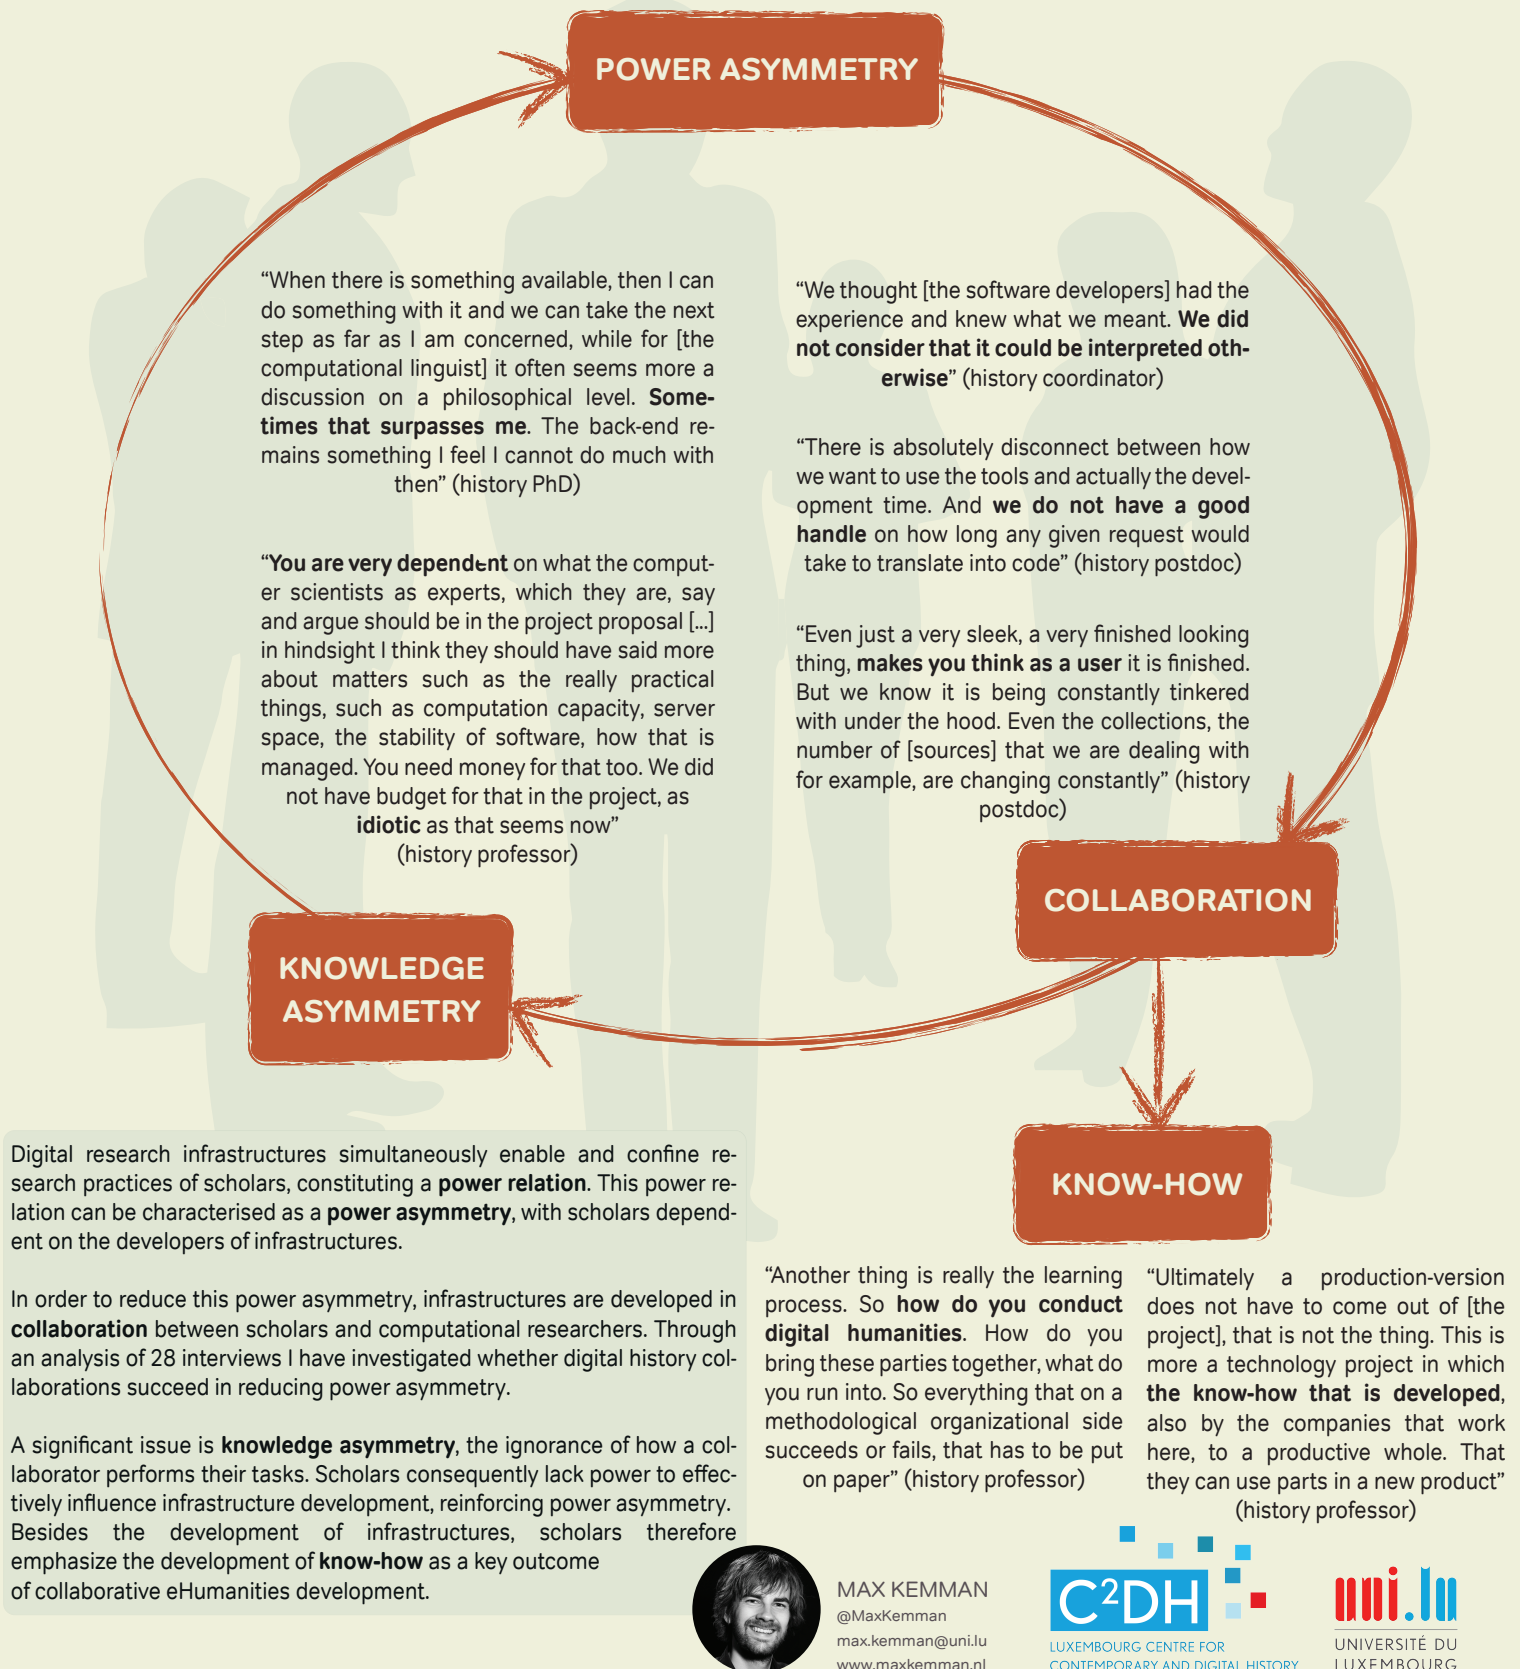 POWER ASYMMETRY
“When there is something available, then I can
do something with it and we can take the next
step as far as I am concerned, while for [the
computational linguist] it often seems more a
discussion on a philosophical level. Some-
times that surpasses me. The back-end re-
mains something I feel I cannot do much with
then” (history PhD)
“You are very dependent on what the comput-
er scientists as experts, which they are, say
and argue should be in the project proposal [...]
in hindsight I think they should have said more
about matters such as the really practical
things, such as computation capacity, server
space, the stability of software, how that is
managed. You need money for that too. We did
not have budget for that in the project, as
idiotic as that seems now”
(history professor)
“We thought [the software developers] had the
experience and knew what we meant. We did
not consider that it could be interpreted oth-
erwise” (history coordinator)
“There is absolutely disconnect between how
we want to use the tools and actually the devel-
opment time. And we do not have a good
handle on how long any given request would
take to translate into code” (history postdoc)
“Even just a very sleek, a very finished looking
thing, makes you think as a user it is finished.
But we know it is being constantly tinkered
with under the hood. Even the collections, the
number of [sources] that we are dealing with
for example, are changing constantly” (history
postdoc)
COLLABORATION
KNOWLEDGE
ASYMMETRY
KNOW-HOW
Digital research infrastructures simultaneously enable and confine re-
search practices of scholars, constituting a power relation. This power re-
lation can be characterised as a power asymmetry, with scholars depend-
ent on the developers of infrastructures.
In order to reduce this power asymmetry, infrastructures are developed in
collaboration between scholars and computational researchers. Through
an analysis of 28 interviews I have investigated whether digital history col-
laborations succeed in reducing power asymmetry.
A significant issue is knowledge asymmetry, the ignorance of how a col-
laborator performs their tasks. Scholars consequently lack power to effec-
tively influence infrastructure development, reinforcing power asymmetry.
Besides the development of infrastructures, scholars therefore
emphasize the development of know-how as a key outcome
of collaborative eHumanities development.
“Another thing is really the learning
process. So how do you conduct
digital humanities. How do you
bring these parties together, what do
you run into. So everything that on a
methodological organizational side
succeeds or fails, that has to be put
on paper” (history professor)
“Ultimately a production-version
does not have to come out of [the
project], that is not the thing. This is
more a technology project in which
the know-how that is developed,
also by the companies that work
here, to a productive whole. That
they can use parts in a new product”
(history professor)
MAX KEMMAN
@MaxKemman
max.kemman@uni.lu
www.maxkemman.nl
C²DH
LUXEMBOURG CENTRE FOR
CONTEMPORARY AND DIGITAL HISTORY
uni.lu
UNIVERSITÉ DU
LUXEMBOURG